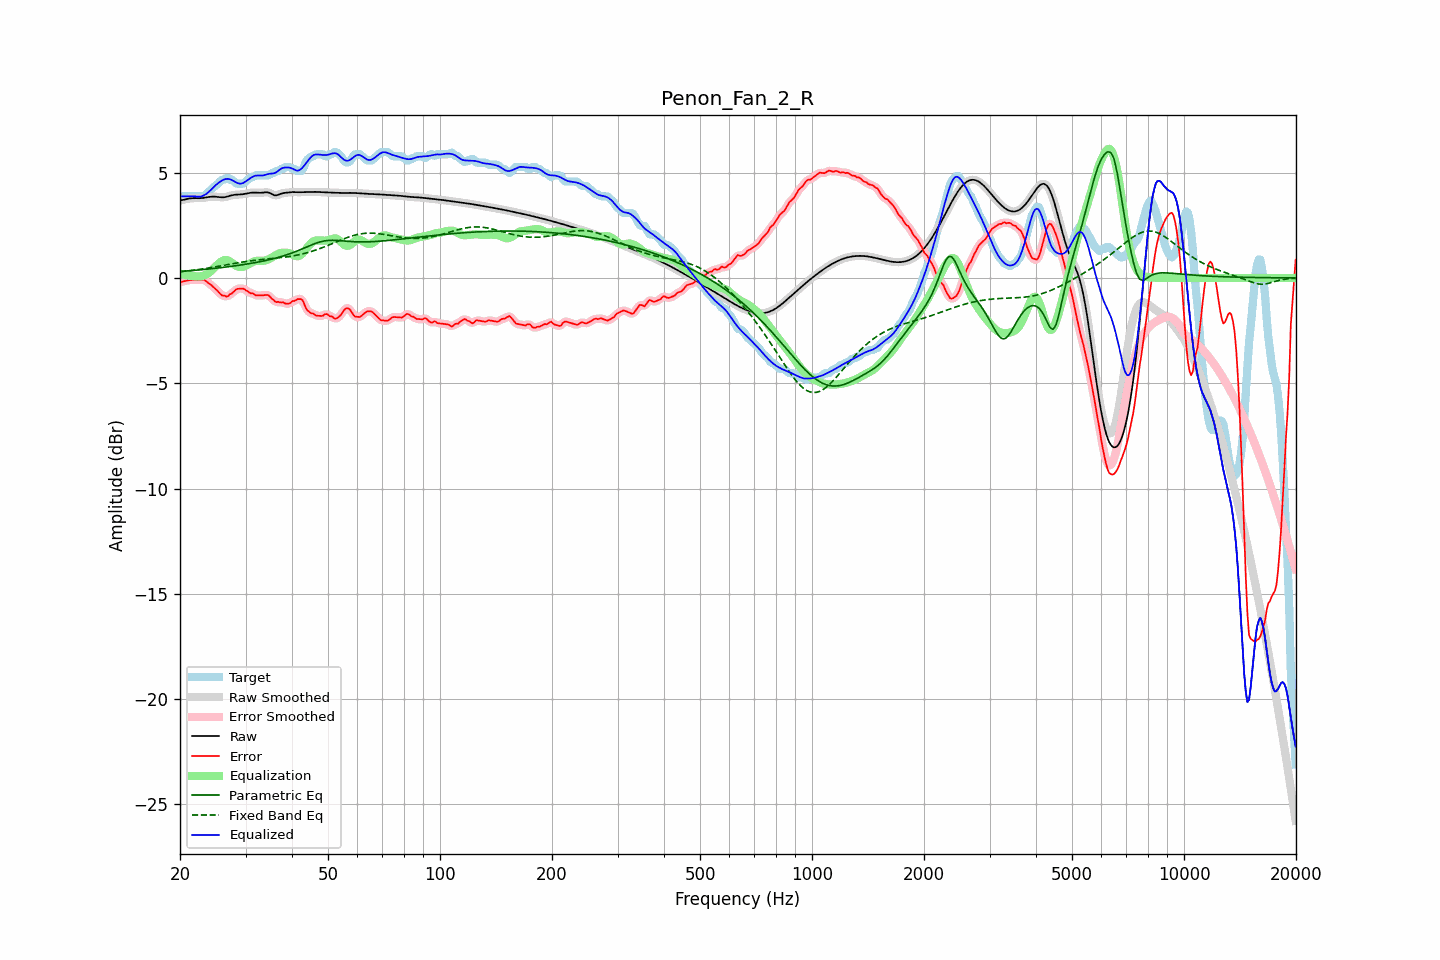 Penon_Fan_2_R
Amplitude (dBr)
5
0
−5
−10
−15
−20
−25
Target
Raw Smoothed
Error Smoothed
Raw
Error
Equalization
Parametric Eq
Fixed Band Eq
Equalized
20 50 100 200 500 1000 2000 5000 10000 20000
Frequency (Hz)